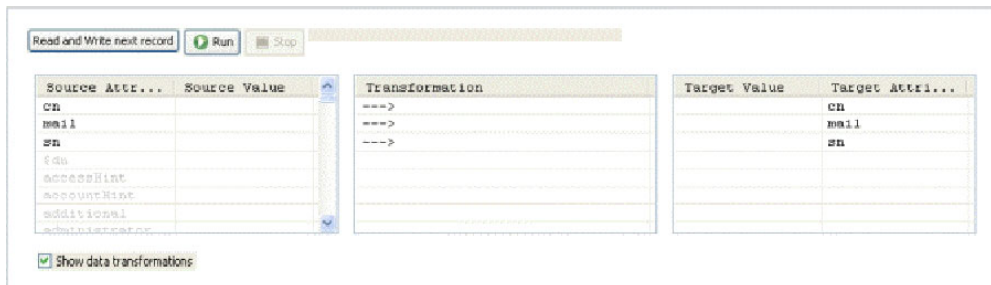 Read and Write next record Run Stop
Source Attr... Source Value Transformation Target Value Target Attri...
cn ---> cn
mail ---> mail
sn ---> sn
$dn
accessHint
accountHint
additional
administrator
Show data transformations